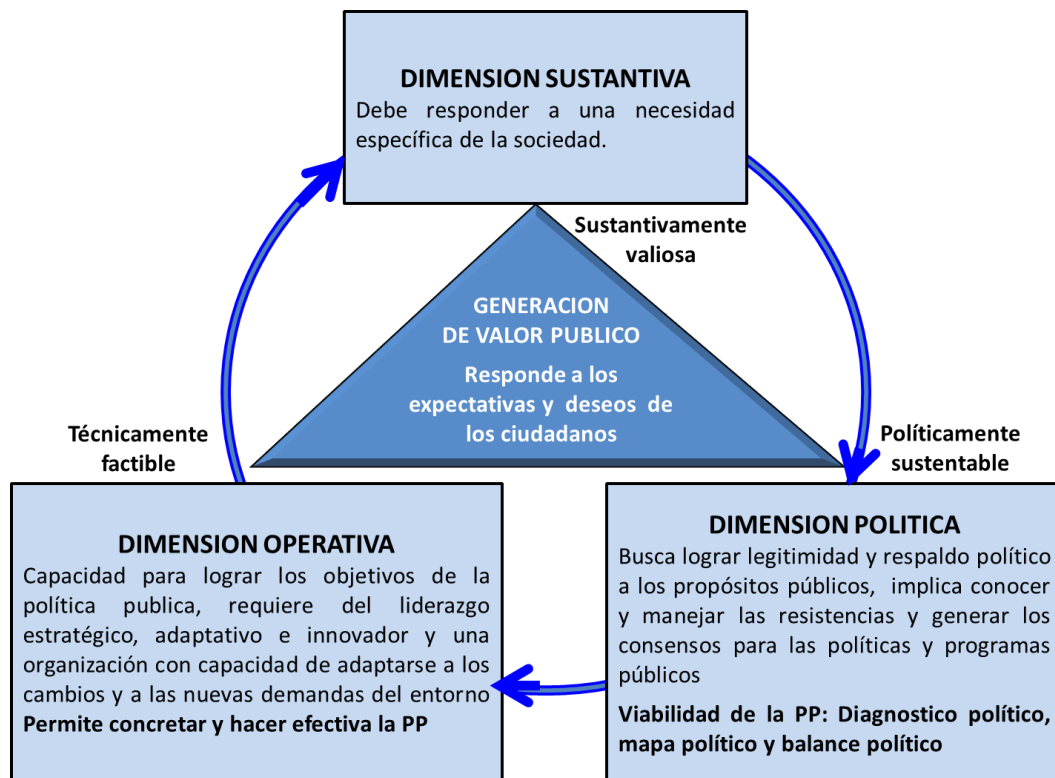 DIMENSION SUSTANTIVA
Debe responder a una necesidad
específica de la sociedad.
Sustantivamente
valiosa
GENERACION
DE VALOR PUBLICO
Responde a los
expectativas y deseos de
los ciudadanos
Técnicamente
factible
Políticamente
sustentable
DIMENSION OPERATIVA
Capacidad para lograr los objetivos de la
política publica, requiere del liderazgo
estratégico, adaptativo e innovador y una
organización con capacidad de adaptarse a los
cambios y a las nuevas demandas del entorno
Permite concretar y hacer efectiva la PP
DIMENSION POLITICA
Busca lograr legitimidad y respaldo político
a los propósitos públicos, implica conocer
y manejar las resistencias y generar los
consensos para las políticas y programas
públicos
Viabilidad de la PP: Diagnostico político,
mapa político y balance político